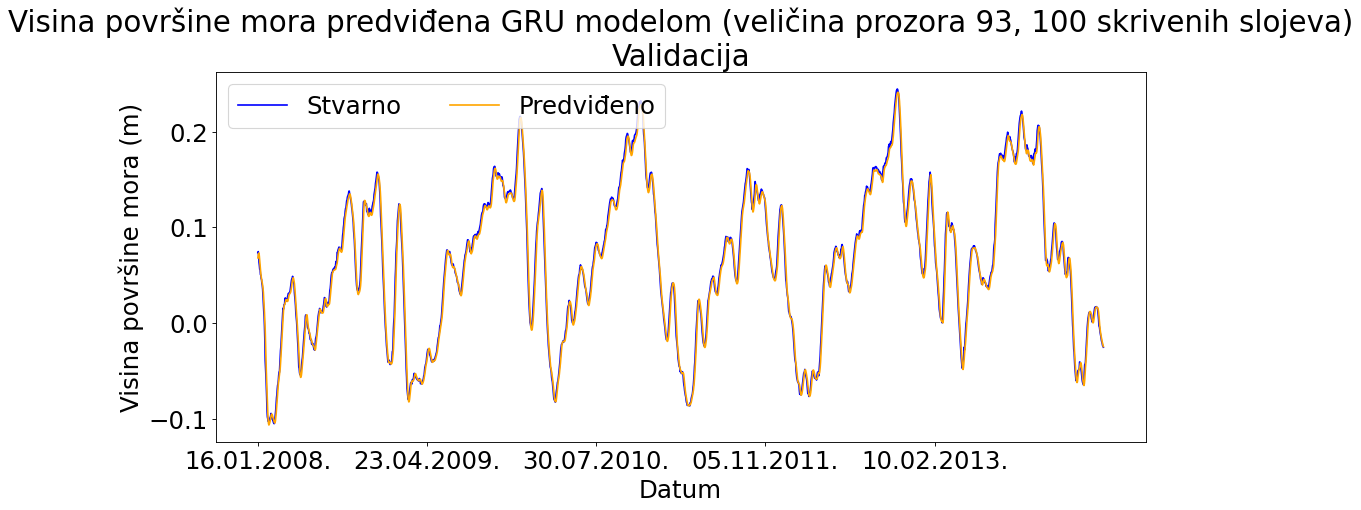 Visina površine mora predviđena GRU modelom (veličina prozora 93, 100 skrivenih slojeva)
Validacija
Stvarno Predviđeno
Visina površine mora (m)
0.2
0.1
0.0
−0.1
16.01.2008. 23.04.2009. 30.07.2010. 05.11.2011. 10.02.2013.
Datum